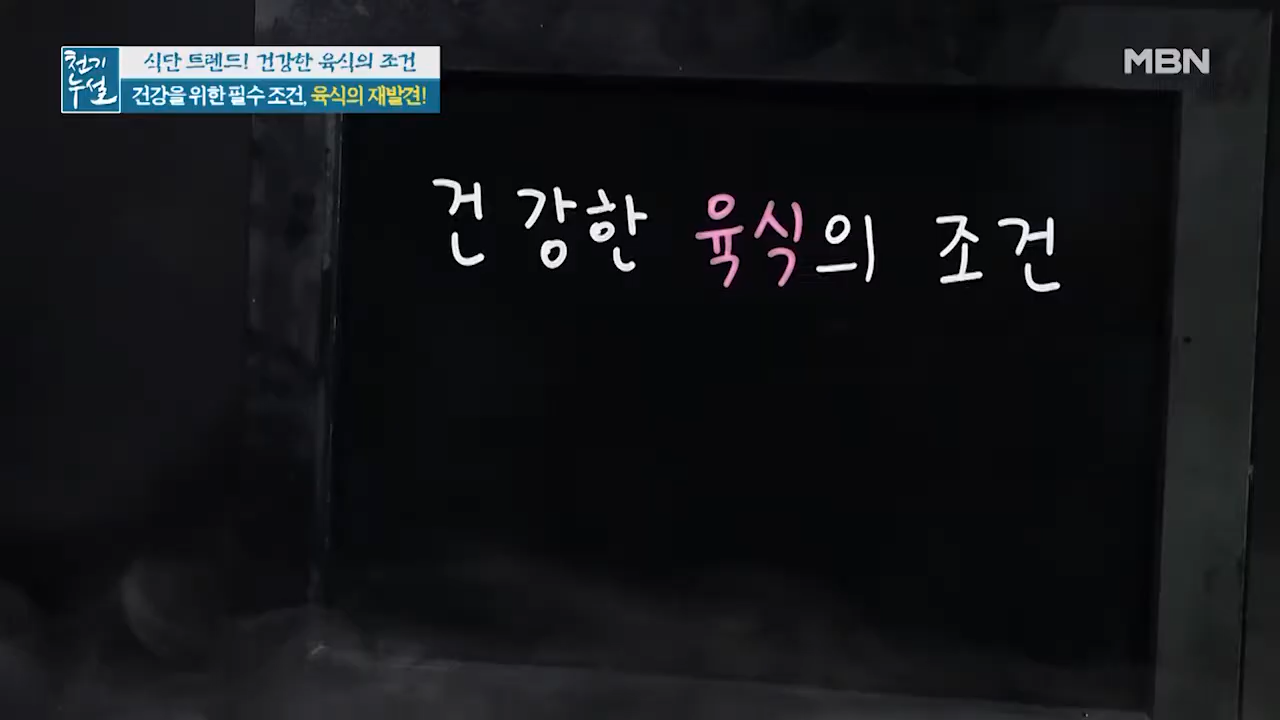 천기
누설
식단 트렌드! 건강한 육식의 조건
건강을 위한 필수 조건, 육식의 재발견!
MBN
건강한 육식의 조건